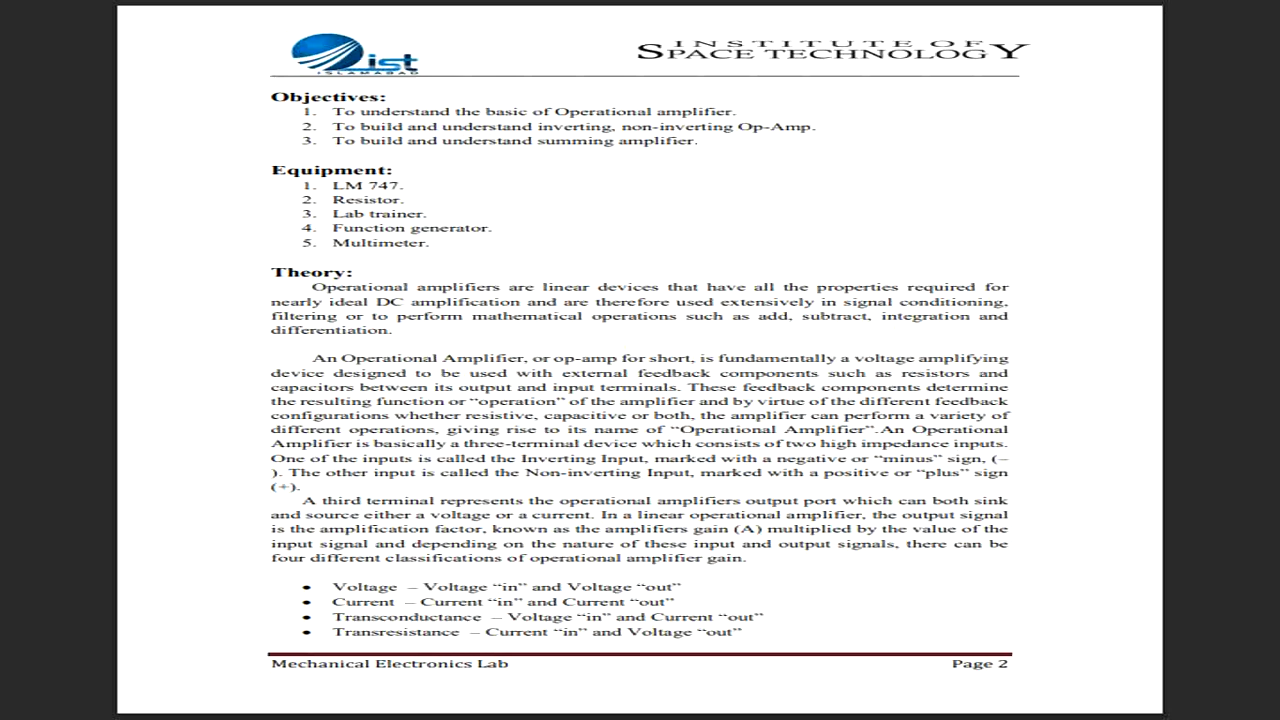 ist
ISLAMABAD
INSTITUTE OF
SPACE TECHNOLOGY
Objectives:
1. To understand the basic of Operational amplifier.
2. To build and understand inverting, non-inverting Op-Amp.
3. To build and understand summing amplifier.
Equipment:
1. LM 747.
2. Resistor.
3. Lab trainer.
4. Function generator.
5. Multimeter.
Theory:
Operational amplifiers are linear devices that have all the properties required for
nearly ideal DC amplification and are therefore used extensively in signal conditioning,
filtering or to perform mathematical operations such as add, subtract, integration and
differentiation.
An Operational Amplifier, or op-amp for short, is fundamentally a voltage amplifying
device designed to be used with external feedback components such as resistors and
capacitors between its output and input terminals. These feedback components determine
the resulting function or “operation” of the amplifier and by virtue of the different feedback
configurations whether resistive, capacitive or both, the amplifier can perform a variety of
different operations, giving rise to its name of “Operational Amplifier”.An Operational
Amplifier is basically a three-terminal device which consists of two high impedance inputs.
One of the inputs is called the Inverting Input, marked with a negative or “minus” sign, (–
). The other input is called the Non-inverting Input, marked with a positive or “plus” sign
(+).
A third terminal represents the operational amplifiers output port which can both sink
and source either a voltage or a current. In a linear operational amplifier, the output signal
is the amplification factor, known as the amplifiers gain (A) multiplied by the value of the
input signal and depending on the nature of these input and output signals, there can be
four different classifications of operational amplifier gain.
• Voltage – Voltage “in” and Voltage “out”
• Current – Current “in” and Current “out”
• Transconductance – Voltage “in” and Current “out”
• Transresistance – Current “in” and Voltage “out”
Mechanical Electronics Lab Page 2